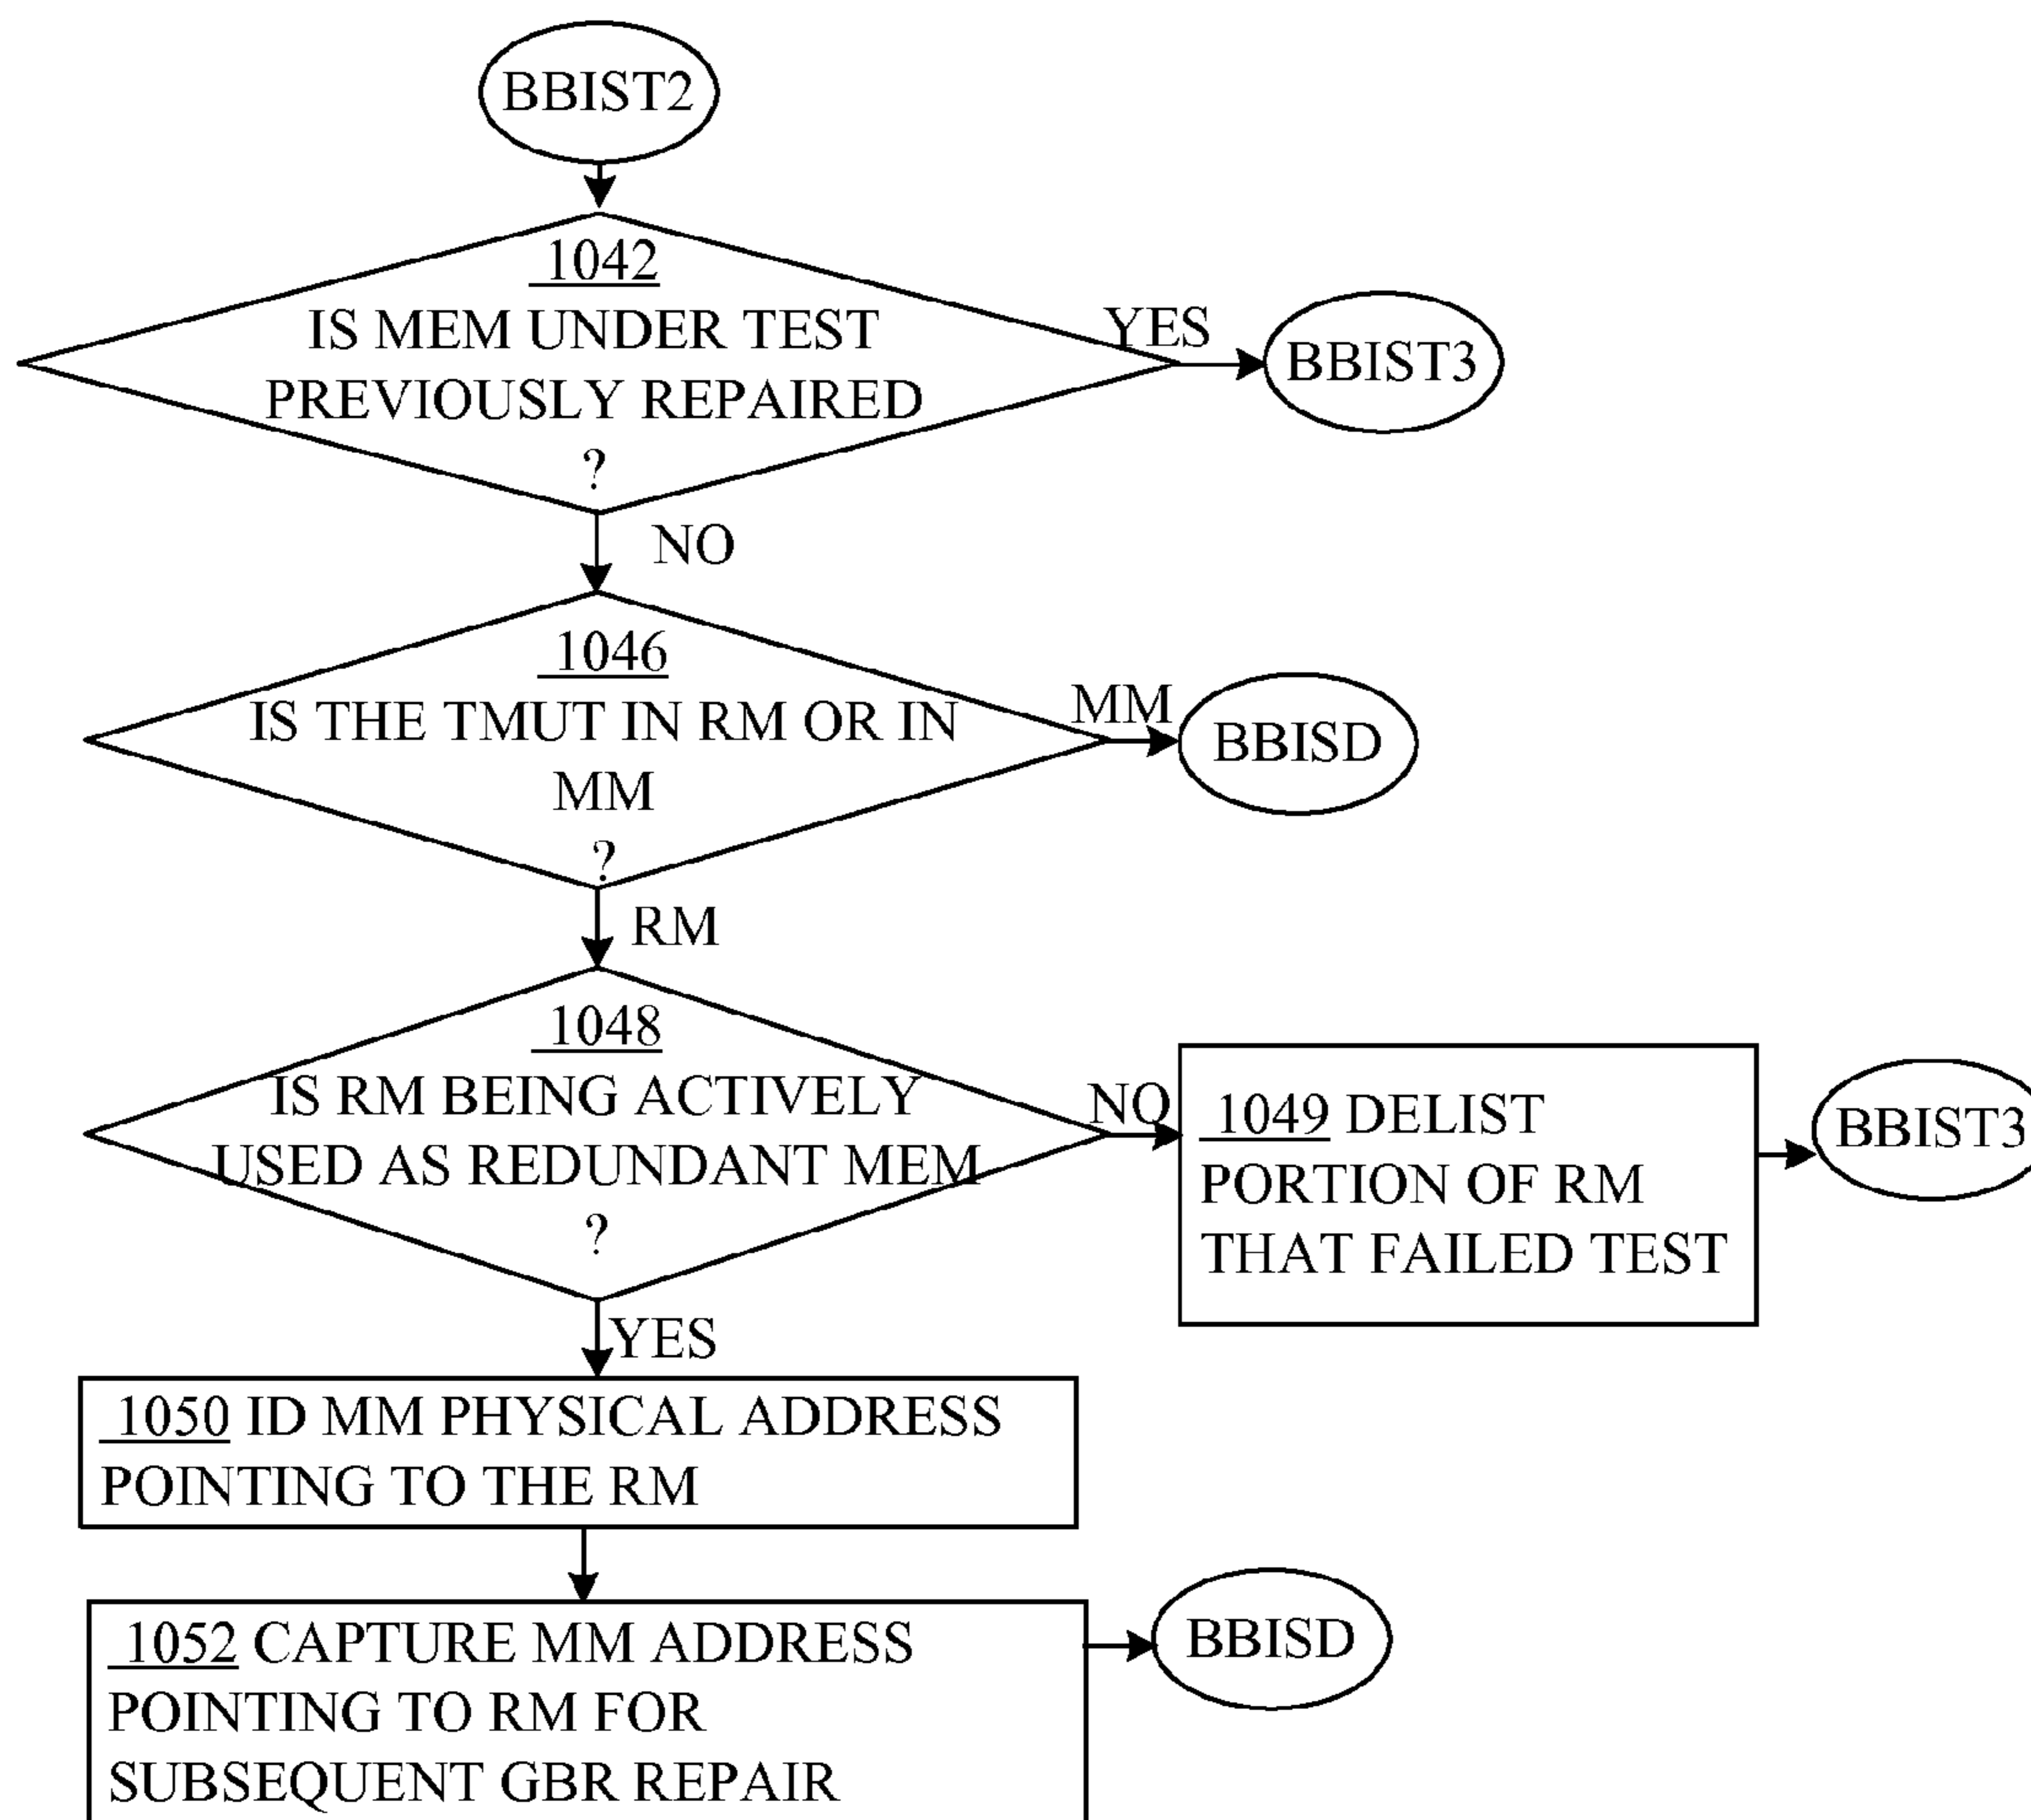 BBIST2
1042
IS MEM UNDER TEST
PREVIOUSLY REPAIRED
?
YES
BBIST3
NO
1046
IS THE TMUT IN RM OR IN
MM
?
MM
BBISD
RM
1048
IS RM BEING ACTIVELY
USED AS REDUNDANT MEM
?
NO
1049 DELIST
PORTION OF RM
THAT FAILED TEST
BBIST3
YES
1050 ID MM PHYSICAL ADDRESS
POINTING TO THE RM
1052 CAPTURE MM ADDRESS
POINTING TO RM FOR
SUBSEQUENT GBR REPAIR
BBISD